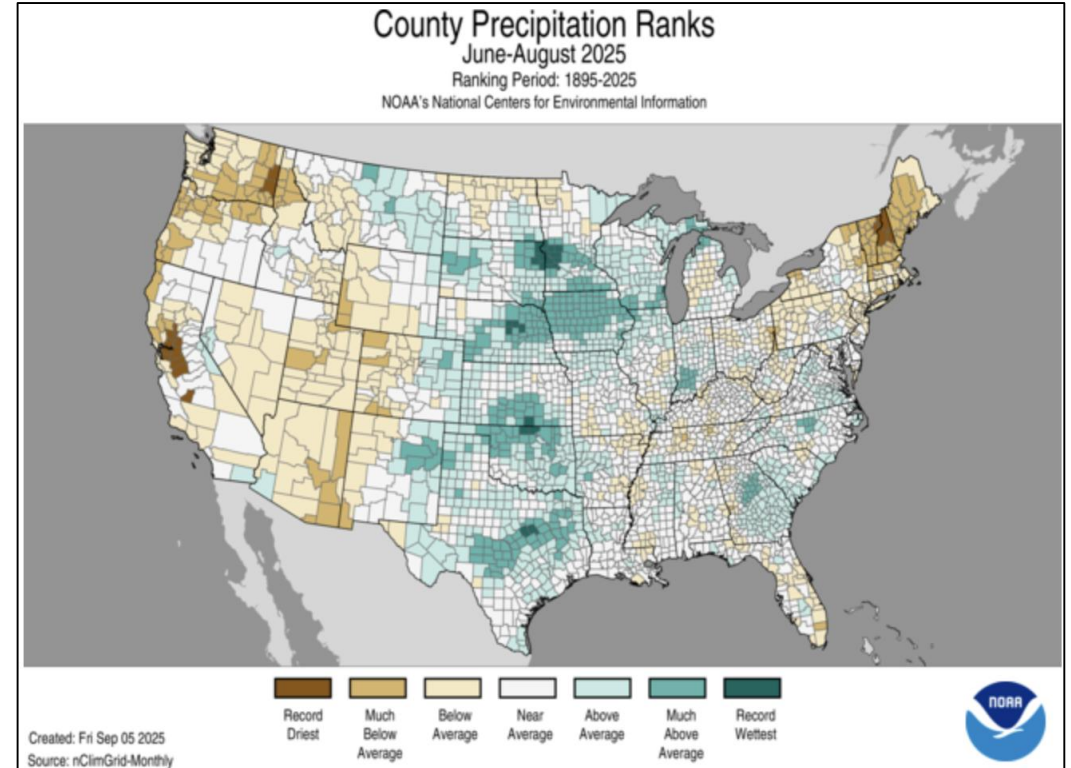 County Precipitation Ranks
June-August 2025
Ranking Period: 1895-2025
NOAA's National Centers for Environmental Information
Record
Driest
Much
Below
Average
Below
Average
Near
Average
Above
Average
Much
Above
Average
Record
Wettest
Created: Fri Sep 05 2025
Source: nClimGrid-Monthly
NOAA